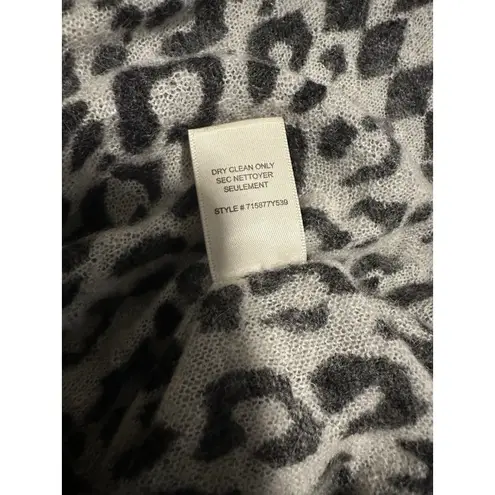 DRY CLEAN ONLY
SEC NETTOYER
SEULEMENT
STYLE # 715877Y539